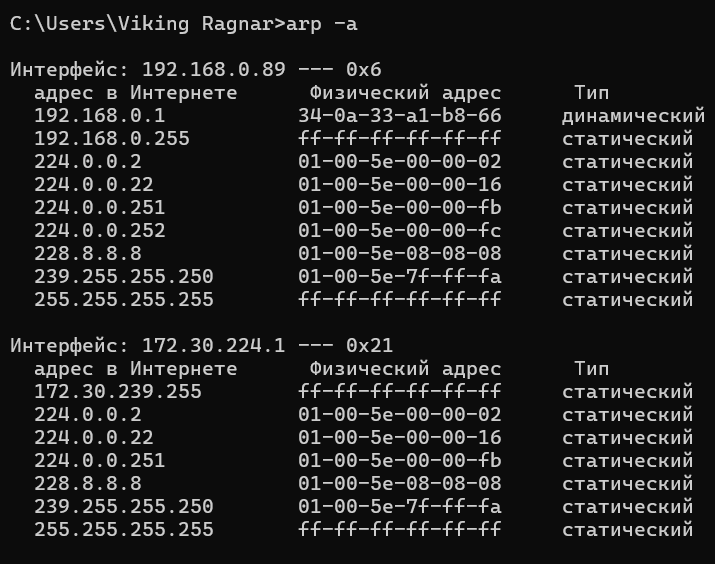 C:\Users\Viking Ragnar>arp -a
Интерфейс: 192.168.0.89 --- 0x6
адрес в Интернете Физический адрес Тип
192.168.0.1 34-0a-33-a1-b8-66 динамический
192.168.0.255 ff-ff-ff-ff-ff-ff статический
224.0.0.2 01-00-5e-00-00-02 статический
224.0.0.22 01-00-5e-00-00-16 статический
224.0.0.251 01-00-5e-00-00-fb статический
224.0.0.252 01-00-5e-00-00-fc статический
228.8.8.8 01-00-5e-08-08-08 статический
239.255.255.250 01-00-5e-7f-ff-fa статический
255.255.255.255 ff-ff-ff-ff-ff-ff статический
Интерфейс: 172.30.224.1 --- 0x21
адрес в Интернете Физический адрес Тип
172.30.239.255 ff-ff-ff-ff-ff-ff статический
224.0.0.2 01-00-5e-00-00-02 статический
224.0.0.22 01-00-5e-00-00-16 статический
224.0.0.251 01-00-5e-00-00-fb статический
228.8.8.8 01-00-5e-08-08-08 статический
239.255.255.250 01-00-5e-7f-ff-fa статический
255.255.255.255 ff-ff-ff-ff-ff-ff статический